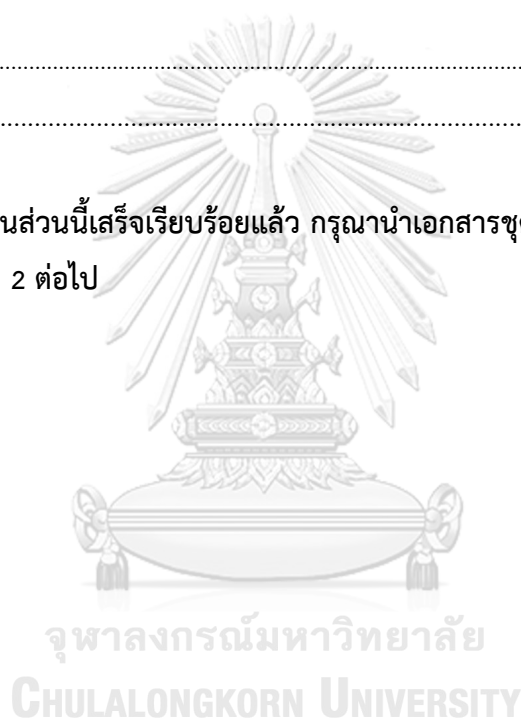 ................................................................................
................................................................................
นส่วนนี้เสร็จเรียบร้อยแล้ว กรุณานำเอกสารชุด
2 ต่อไป
จุฬาลงกรณ์มหาวิทยาลัย
CHULALONGKORN UNIVERSITY